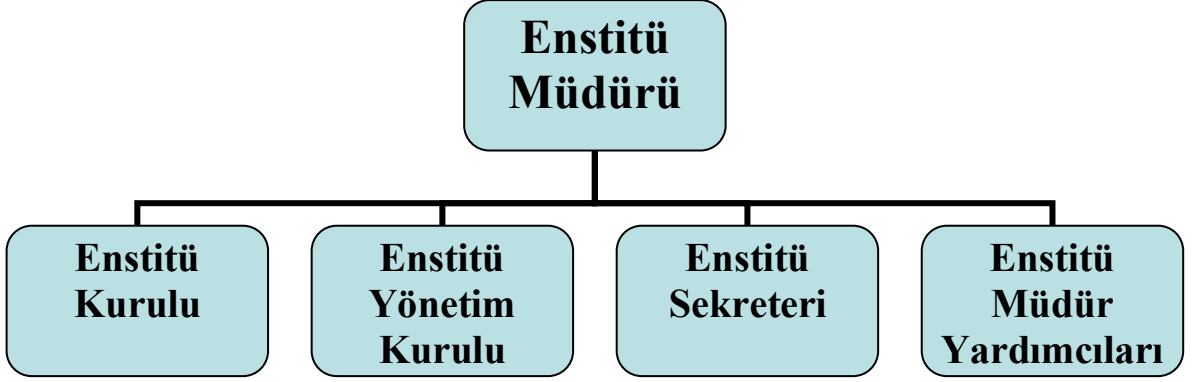 Enstitü
Müdürü
Enstitü
Kurulu
Enstitü
Yönetim
Kurulu
Enstitü
Sekreteri
Enstitü
Müdür
Yardımcıları